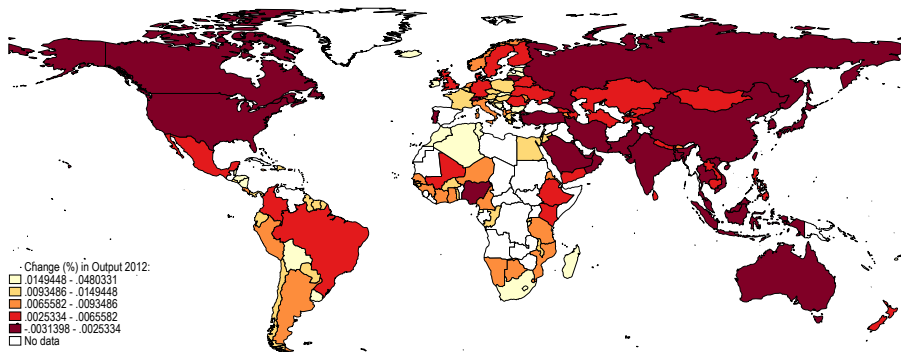 Change (%) in Output 2012:
.0149448 - .0480331
.0093486 - .0149448
.0065582 - .0093486
.0025334 - .0065582
-.0031398 - .0025334
No data